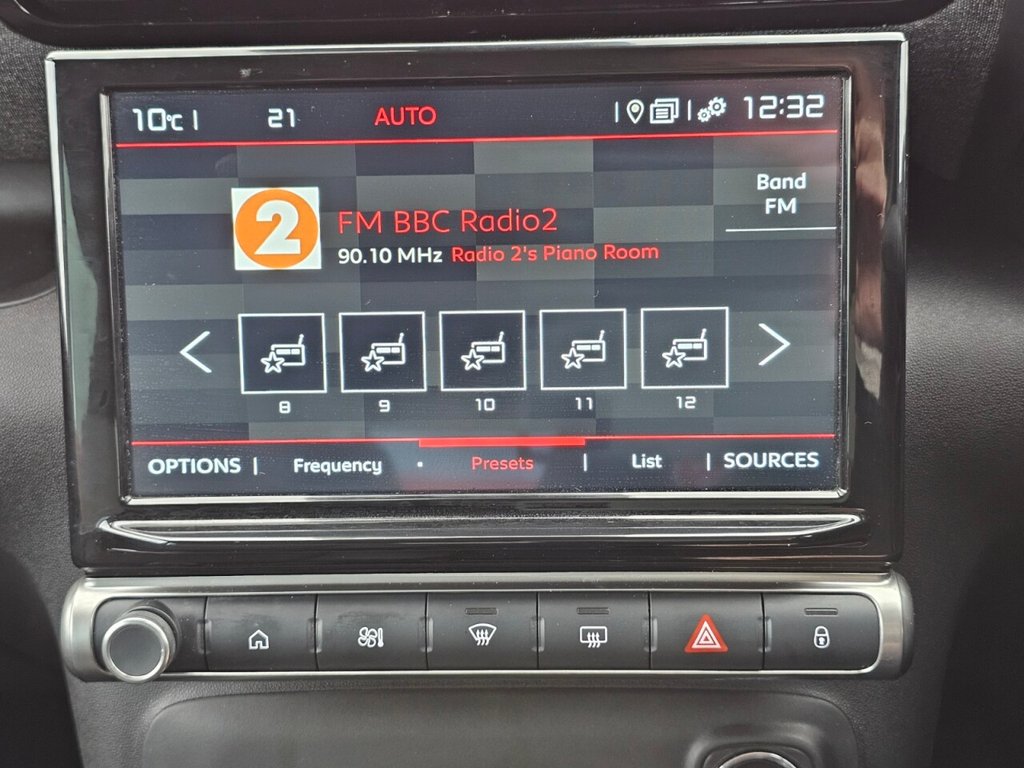 10°C | 21 AUTO 12:32
Band
FM
2
FM BBC Radio2
90.10 MHz Radio 2's Piano Room
8 9 10 11 12
OPTIONS | Frequency · Presets | List | SOURCES